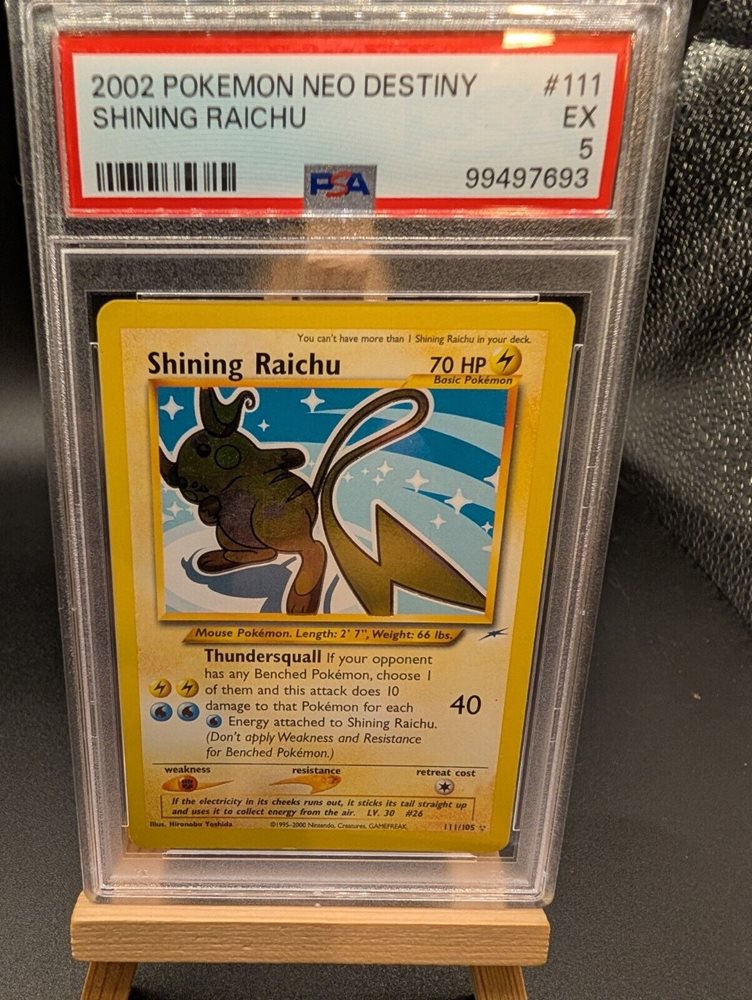 2002 POKEMON NEO DESTINY #111
SHINING RAICHU EX
5
PSA 99497693
You can't have more than 1 Shining Raichu in your deck.
Shining Raichu 70 HP
Basic Pokémon
Mouse Pokémon. Length: 2' 7", Weight: 66 lbs.
Thundersquall If your opponent
has any Benched Pokémon, choose 1
of them and this attack does 10
damage to that Pokémon for each 40
Energy attached to Shining Raichu.
(Don't apply Weakness and Resistance
for Benched Pokémon.)
weakness resistance retreat cost
If the electricity in its cheeks runs out, it sticks its tail straight up
and uses it to collect energy from the air. LV. 30 #26
Illus. Hironobu Yoshida ©1995-2000 Nintendo, Creatures, GAMEFREAK. 111/105